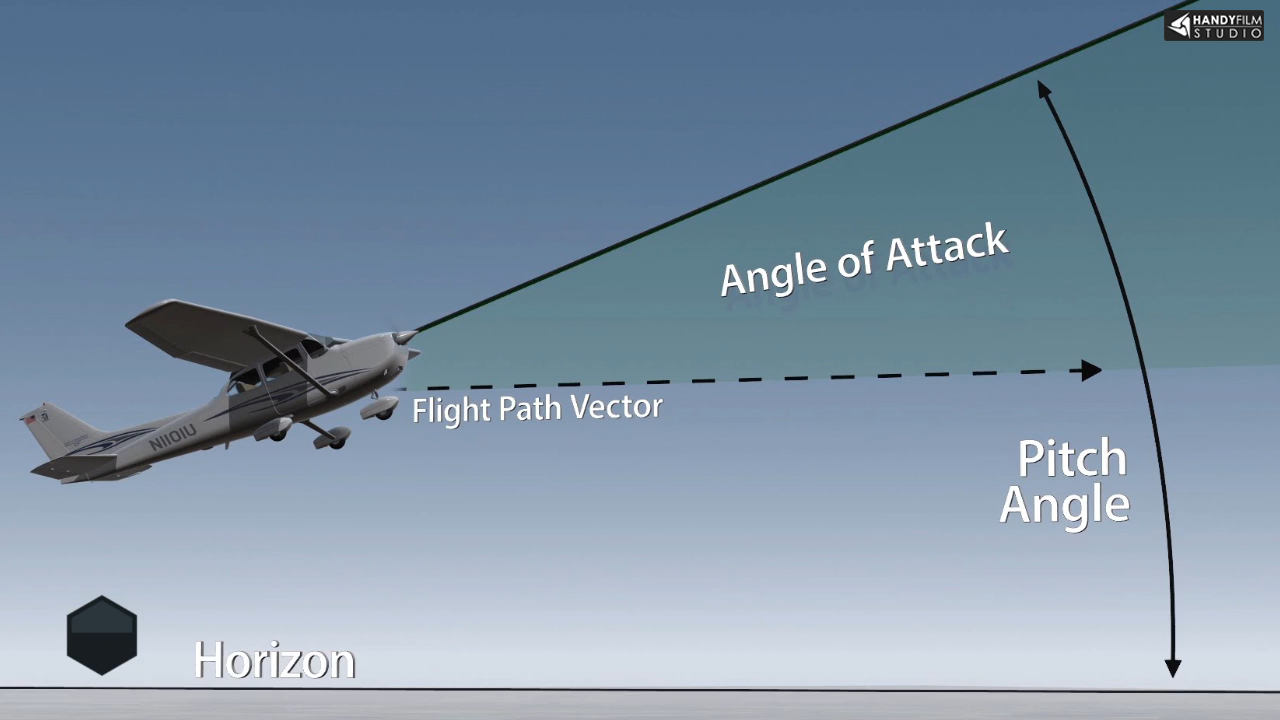 HANDYFILM
STUDIO
Angle of Attack
Flight Path Vector
N1101U
Pitch
Angle
Horizon